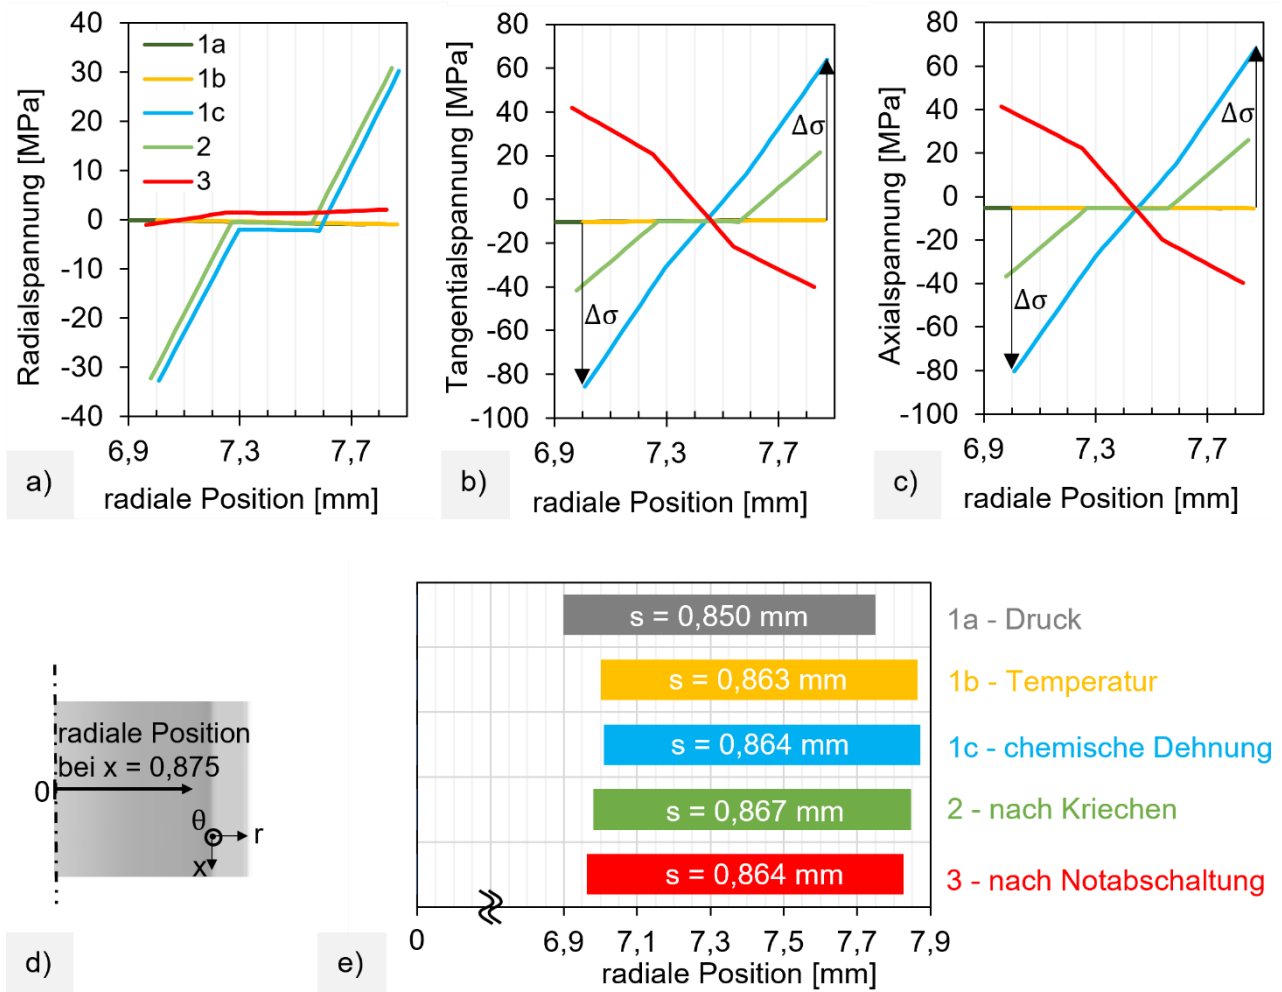 40
30
20
10
0
-10
-20
-30
-40
Radialspannung [MPa]
1a
1b
1c
2
3
6,9
7,3
7,7
radiale Position [mm]
a)
80
60
40
20
0
-20
-40
-60
-80
-100
Tangentialspannung [MPa]
Δσ
Δσ
6,9
7,3
7,7
radiale Position [mm]
b)
80
60
40
20
0
-20
-40
-60
-80
-100
Axialspannung [MPa]
Δσ
Δσ
6,9
7,3
7,7
radiale Position [mm]
c)
radiale Position
bei x = 0,875
0
θ
r
x
d)
s = 0,850 mm
1a - Druck
s = 0,863 mm
1b - Temperatur
s = 0,864 mm
1c - chemische Dehnung
s = 0,867 mm
2 - nach Kriechen
s = 0,864 mm
3 - nach Notabschaltung
0
6,9
7,1
7,3
7,5
7,7
7,9
radiale Position [mm]
e)